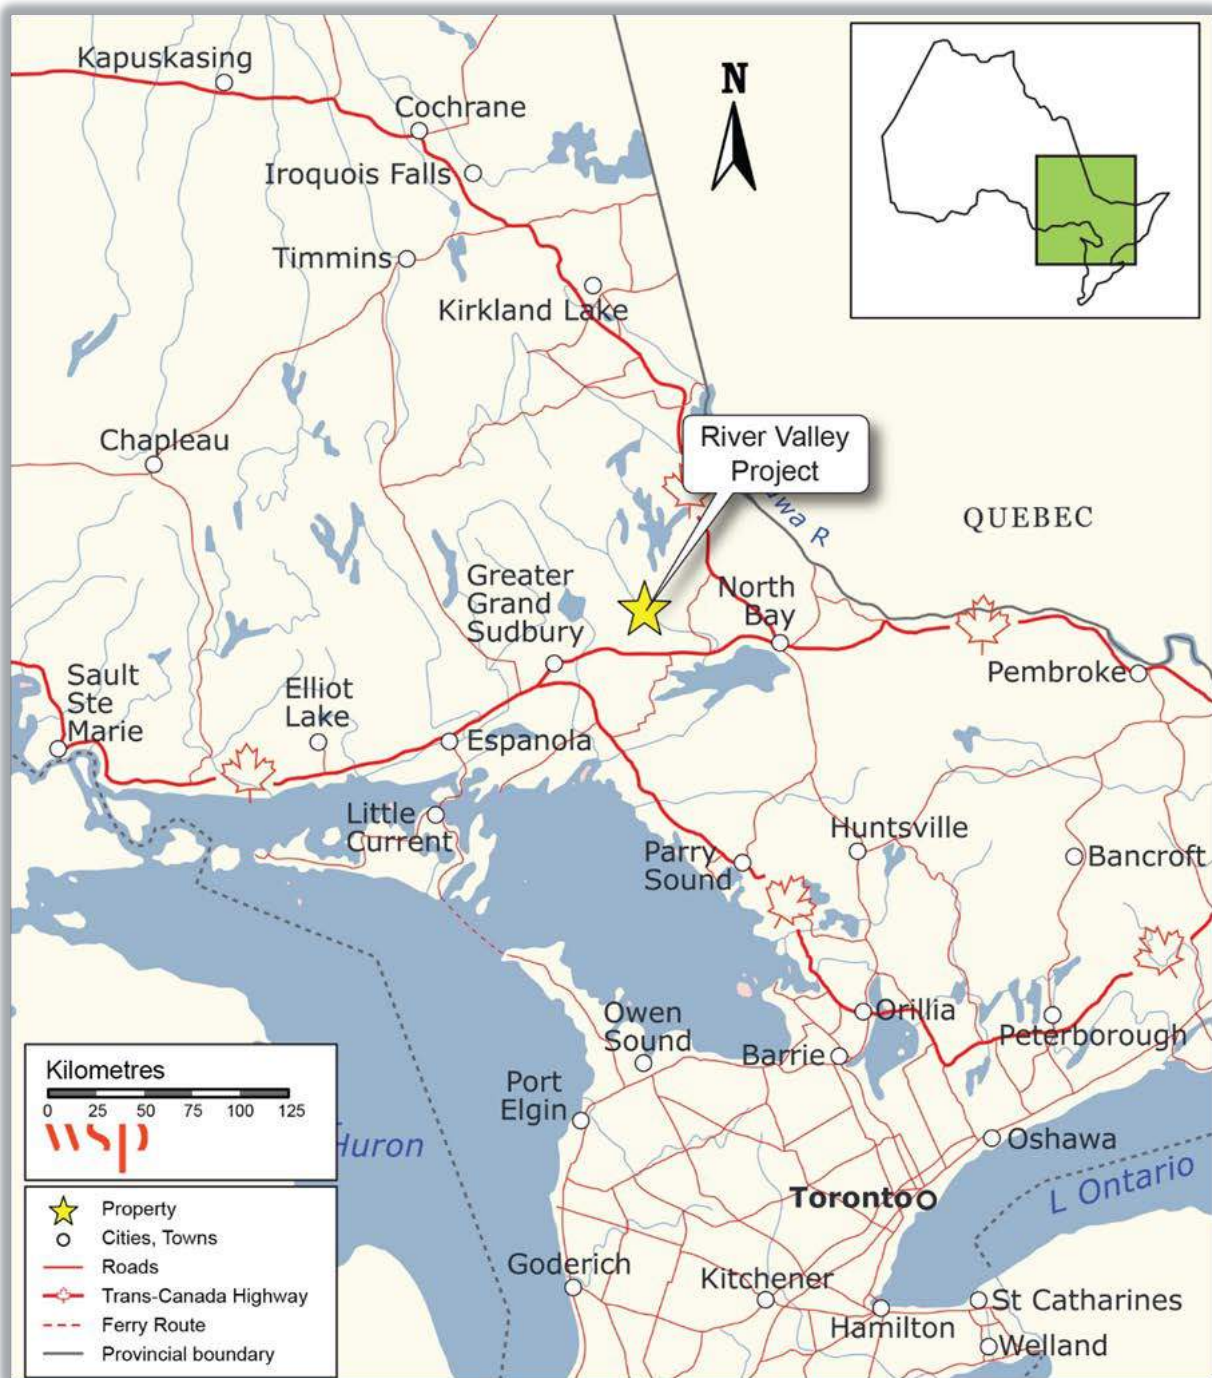 Kapuskasing
Cochrane
Iroquois Falls
Timmins
Kirkland Lake
N
River Valley
Project
Chapleau
QUEBEC
R
Greater
Grand
Sudbury
North
Bay
Pembroke
Sault
Ste
Marie
Elliot
Lake
Espanola
Little
Current
Parry
Sound
Huntsville
Bancroft
Owen
Sound
Orillia
Peterborough
Barrie
Port
Elgin
Oshawa
Huron
L Ontario
Toronto
Goderich
Kitchener
St Catharines
Hamilton
Welland
Kilometres
0 25 50 75 100 125
wsp
Property
Cities, Towns
Roads
Trans-Canada Highway
Ferry Route
Provincial boundary